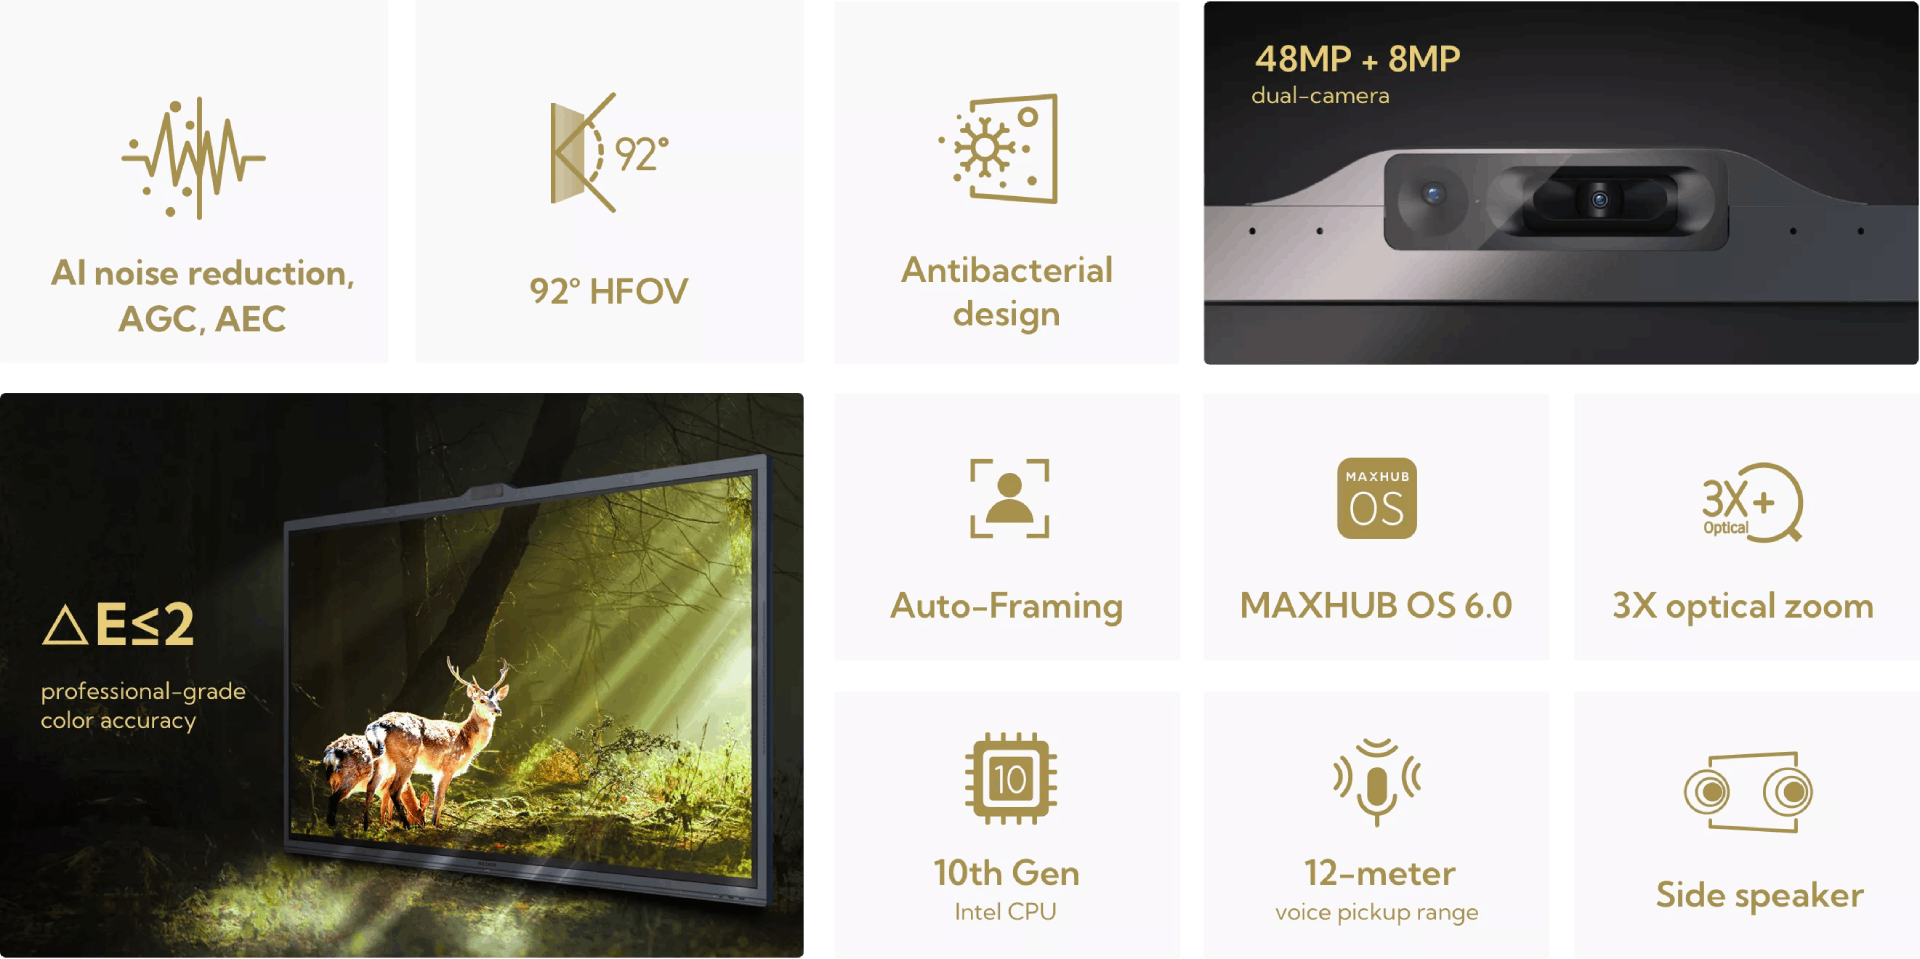 AI noise reduction,
AGC, AEC
92°
92° HFOV
Antibacterial
design
48MP + 8MP
dual-camera
△E≤2
professional-grade
color accuracy
Auto-Framing
MAXHUB
OS
MAXHUB OS 6.0
3X+
Optical
3X optical zoom
10
10th Gen
Intel CPU
12-meter
voice pickup range
Side speaker